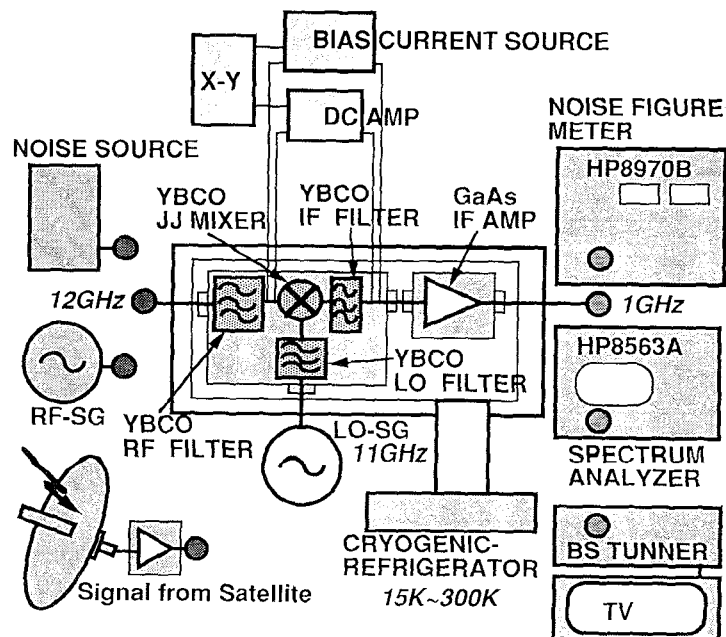 BIAS CURRENT SOURCE
X-Y
DC AMP
NOISE FIGURE
METER
HP8970B
NOISE SOURCE
YBCO
JJ MIXER
YBCO
IF FILTER
GaAs
IF AMP
12GHz
1GHz
HP8563A
YBCO
LO FILTER
RF-SG
YBCO
RF FILTER
LO-SG
11GHz
SPECTRUM
ANALYZER
CRYOGENIC-
REFRIGERATOR
15K~300K
BS TUNNER
TV
Signal from Satellite